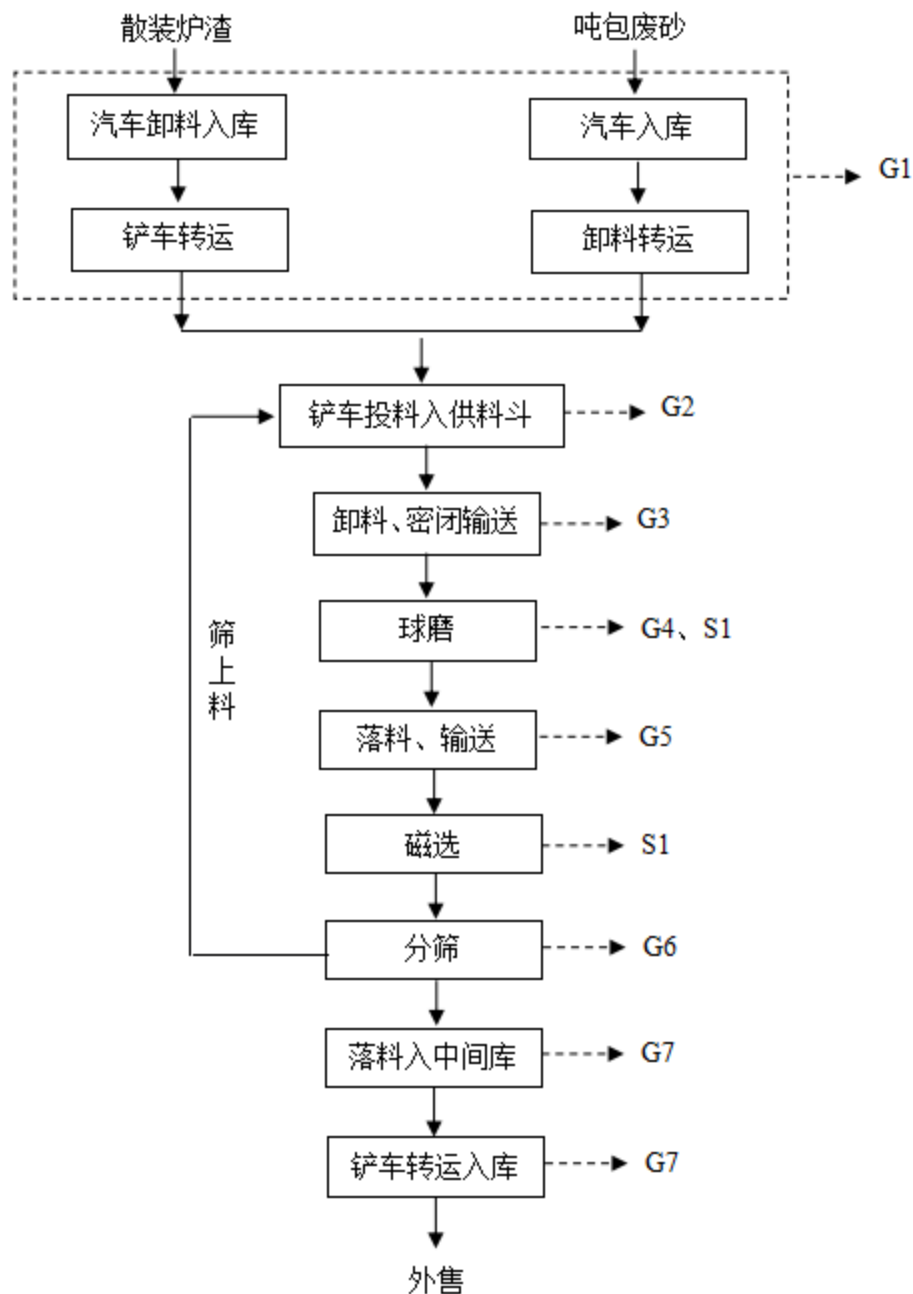 散装炉渣
吨包废砂
汽车卸料入库
汽车入库
G1
铲车转运
卸料转运
铲车投料入供料斗
G2
卸料、密闭输送
G3
球磨
G4、S1
筛上料
落料、输送
G5
磁选
S1
分筛
G6
落料入中间库
G7
铲车转运入库
G7
外售